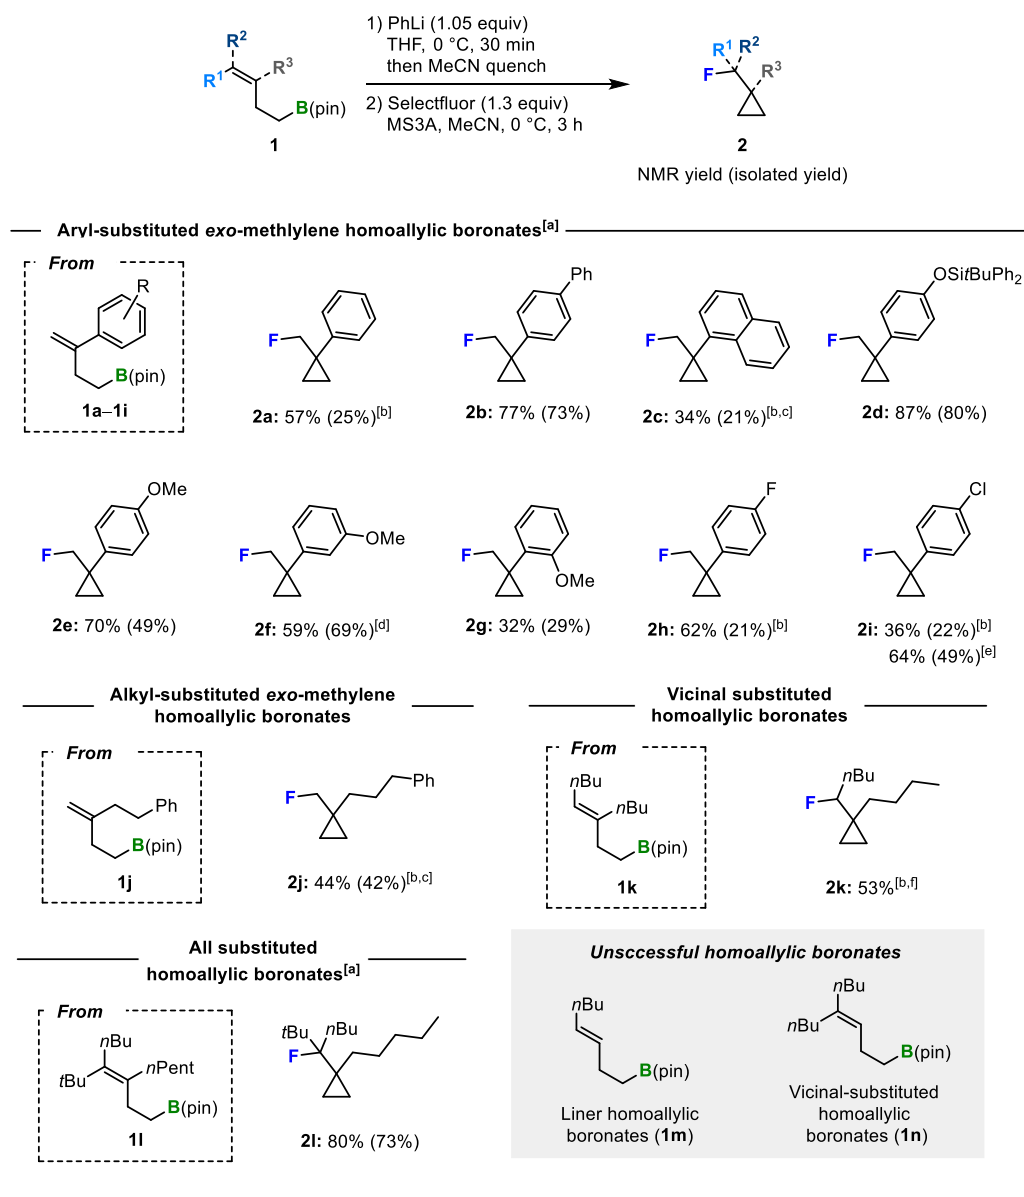 R2
R1
R3
B(pin)
1
1) PhLi (1.05 equiv)
THF, 0 °C, 30 min
then MeCN quench
2) Selectfluor (1.3 equiv)
MS3A, MeCN, 0 °C, 3 h
R1 R2
F
R3
2
NMR yield (isolated yield)
Aryl-substituted exo-methlylene homoallylic boronates[a]
From
R
B(pin)
1a–1i
F
2a: 57% (25%)[b]
Ph
F
2b: 77% (73%)
F
2c: 34% (21%)[b,c]
OSitBuPh2
F
2d: 87% (80%)
OMe
F
2e: 70% (49%)
F
OMe
2f: 59% (69%)[d]
F
OMe
2g: 32% (29%)
F
F
2h: 62% (21%)[b]
Cl
F
2i: 36% (22%)[b]
64% (49%)[e]
Alkyl-substituted exo-methylene
homoallylic boronates
From
Ph
B(pin)
1j
Ph
F
2j: 44% (42%)[b,c]
Vicinal substituted
homoallylic boronates
From
nBu
nBu
B(pin)
1k
nBu
F
2k: 53%[b,f]
All substituted
homoallylic boronates[a]
From
nBu
tBu
nPent
B(pin)
1l
tBu
nBu
F
2l: 80% (73%)
Unsccessful homoallylic boronates
nBu
B(pin)
Liner homoallylic
boronates (1m)
nBu
nBu
B(pin)
Vicinal-substituted
homoallylic
boronates (1n)